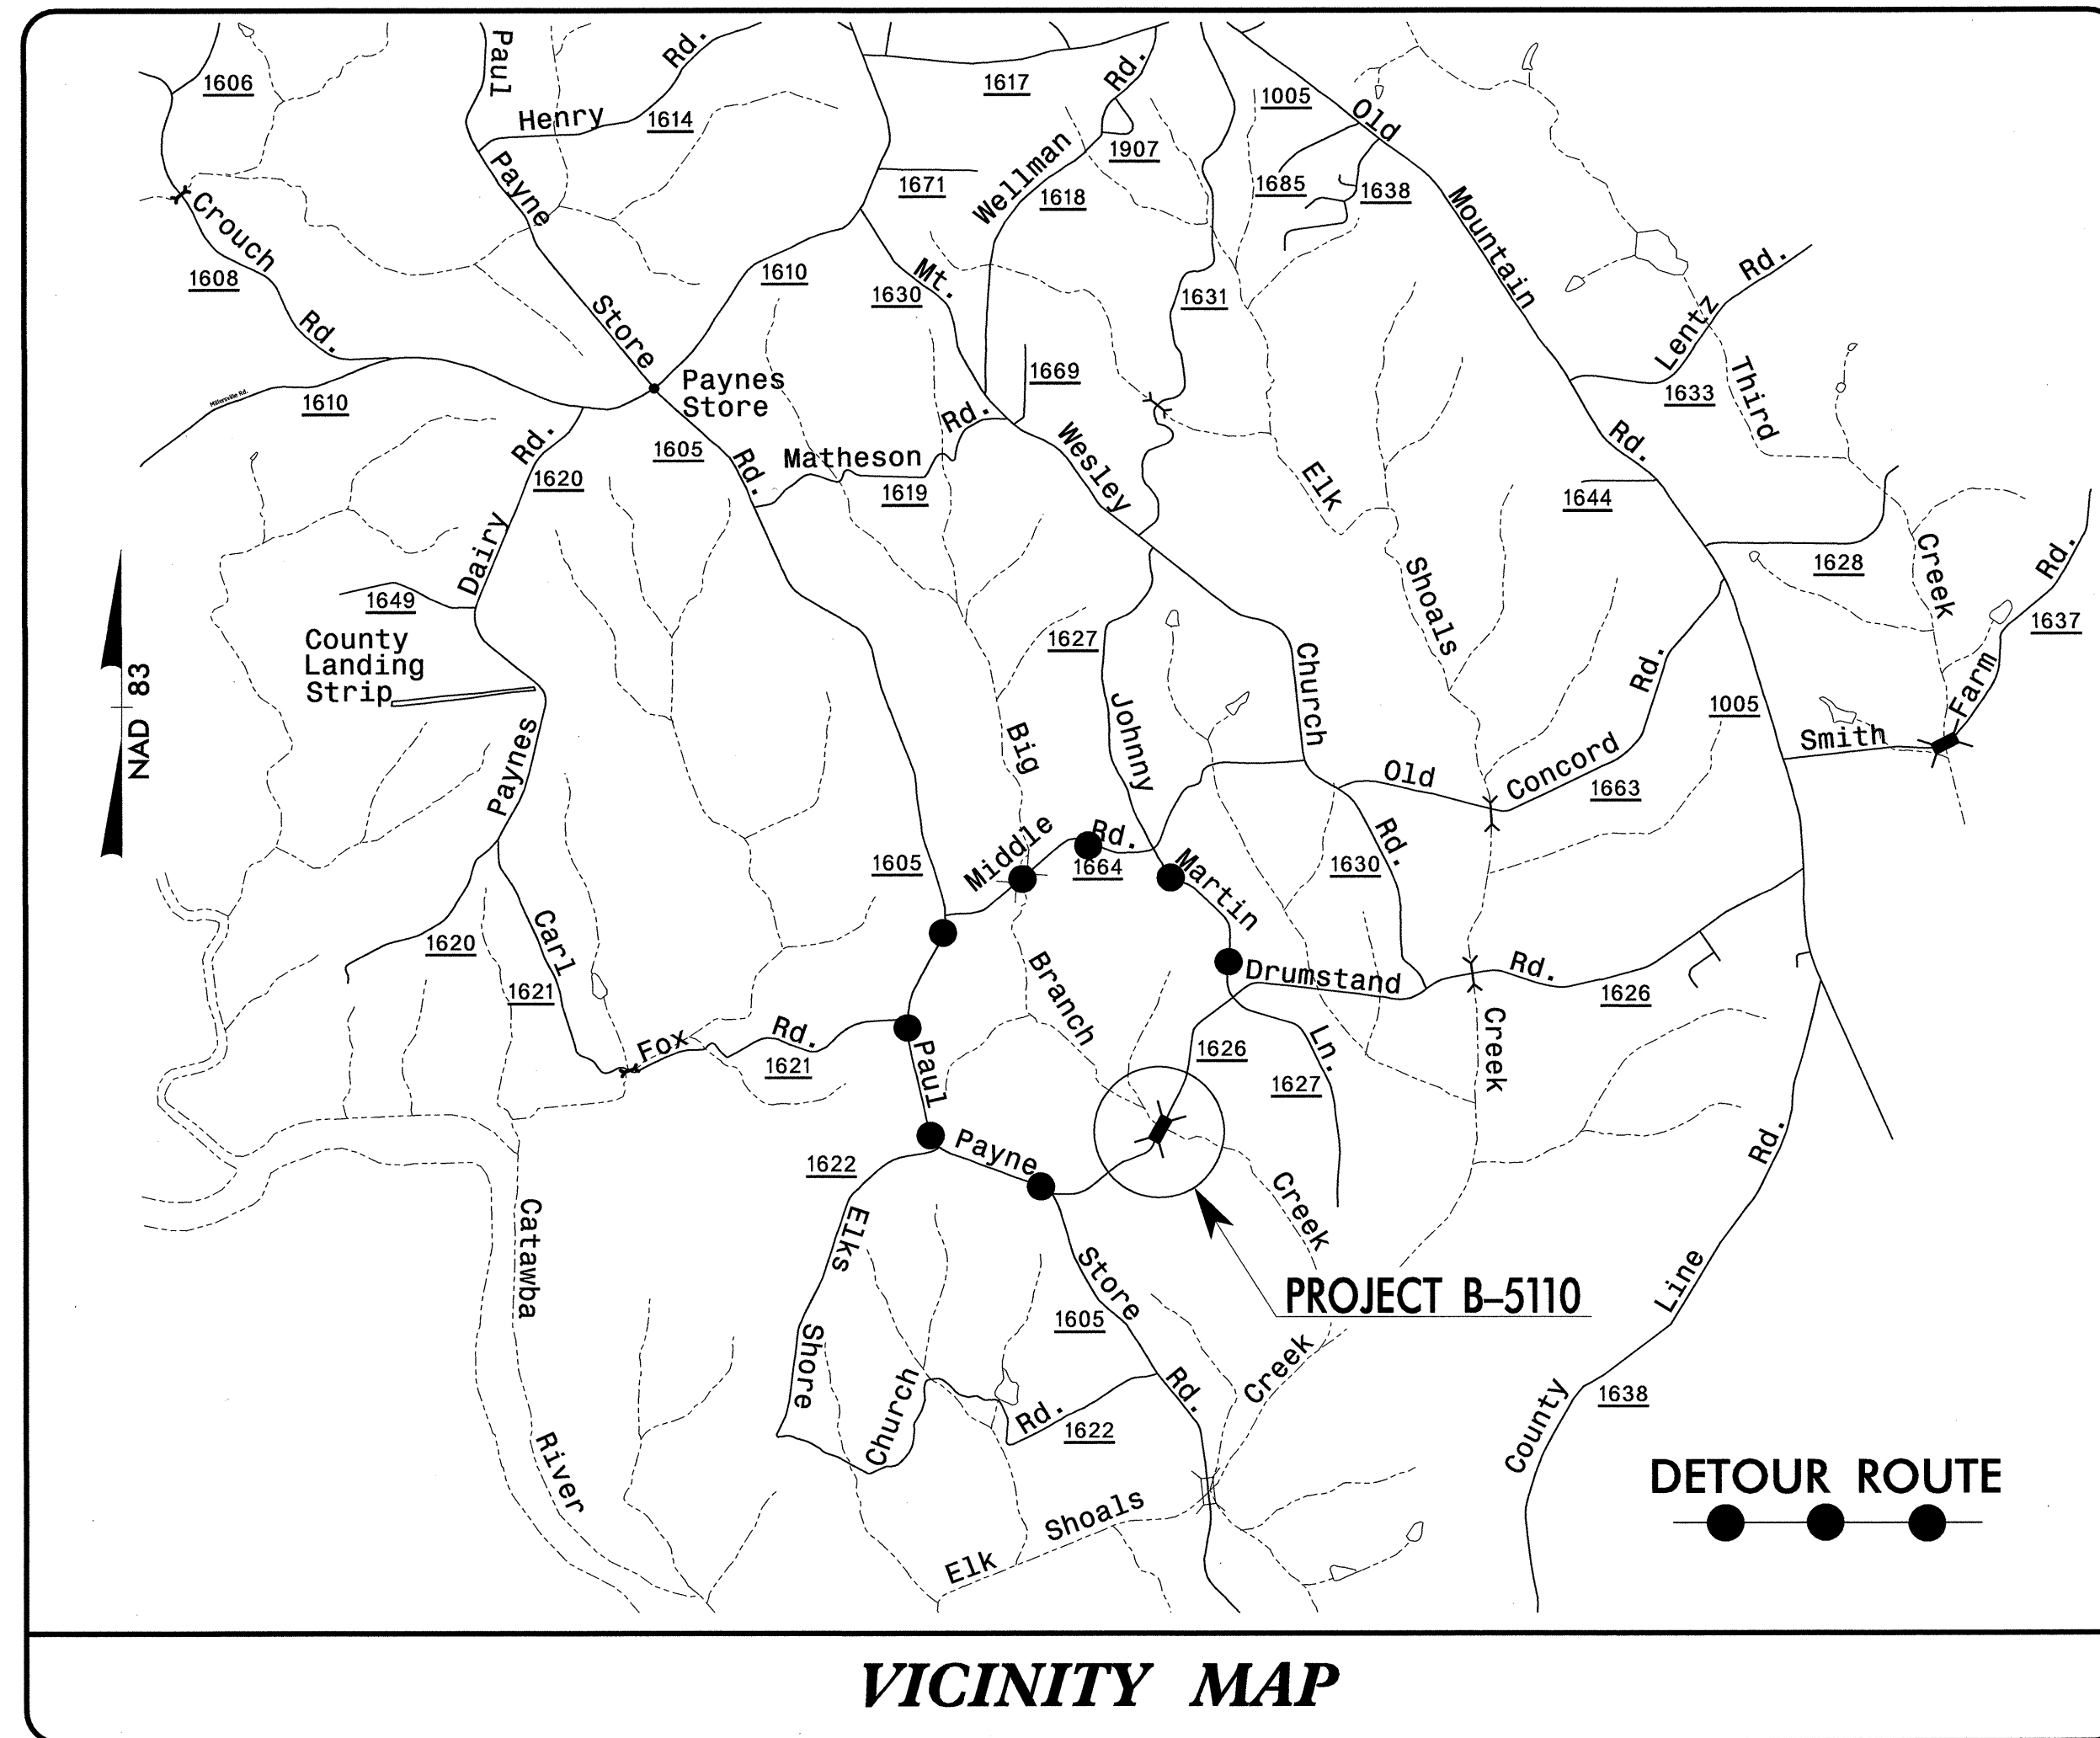 1606
Paul
Henry
Rd.
1614
1617
Rd.
1907
1005
Old
1671
Wellman
1618
1685
1638
Payne
Crouch
1608
Rd.
Mountain
1610
Mt.
1630
1631
Lentz
Rd.
1633
Store
Paynes
Store
1669
Third
Millersville Rd.
1610
Rd.
1620
1605
Rd.
Matheson
Rd.
1619
Wesley
Elk
Rd.
1644
Dairy
1649
Shoals
1628
Creek
Rd.
1637
County
Landing
Strip
1627
NAD 83
Big
Johnny
Church
Rd.
1005
Smith
Farm
Paynes
Old
Concord
1663
1605
Middle
Rd.
1664
Martin
1630
Rd.
1620
Carl
1621
Branch
Drumstand
Rd.
1626
Fox
Rd.
1621
Paul
1626
Ln.
1627
Creek
1622
Payne
Rd.
Catawba
Elks
Creek
Store
1605
PROJECT B-5110
Line
Shore
Church
Rd.
1622
Rd.
Creek
County
1638
River
Elk
Shoals
DETOUR ROUTE
VICINITY MAP